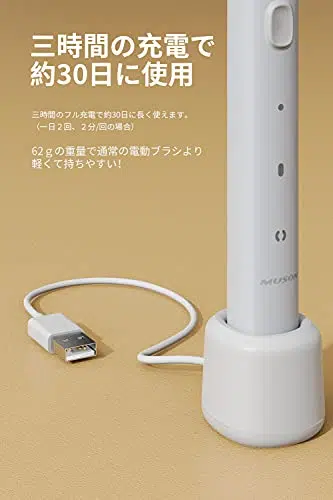 三時間の充電で
約30日に使用
三時間のフル充電で約30日に長く使えます。
（一日２回、２分/回の場合）
62ｇの重量で通常の電動ブラシより
軽くて持ちやすい！
MUSON